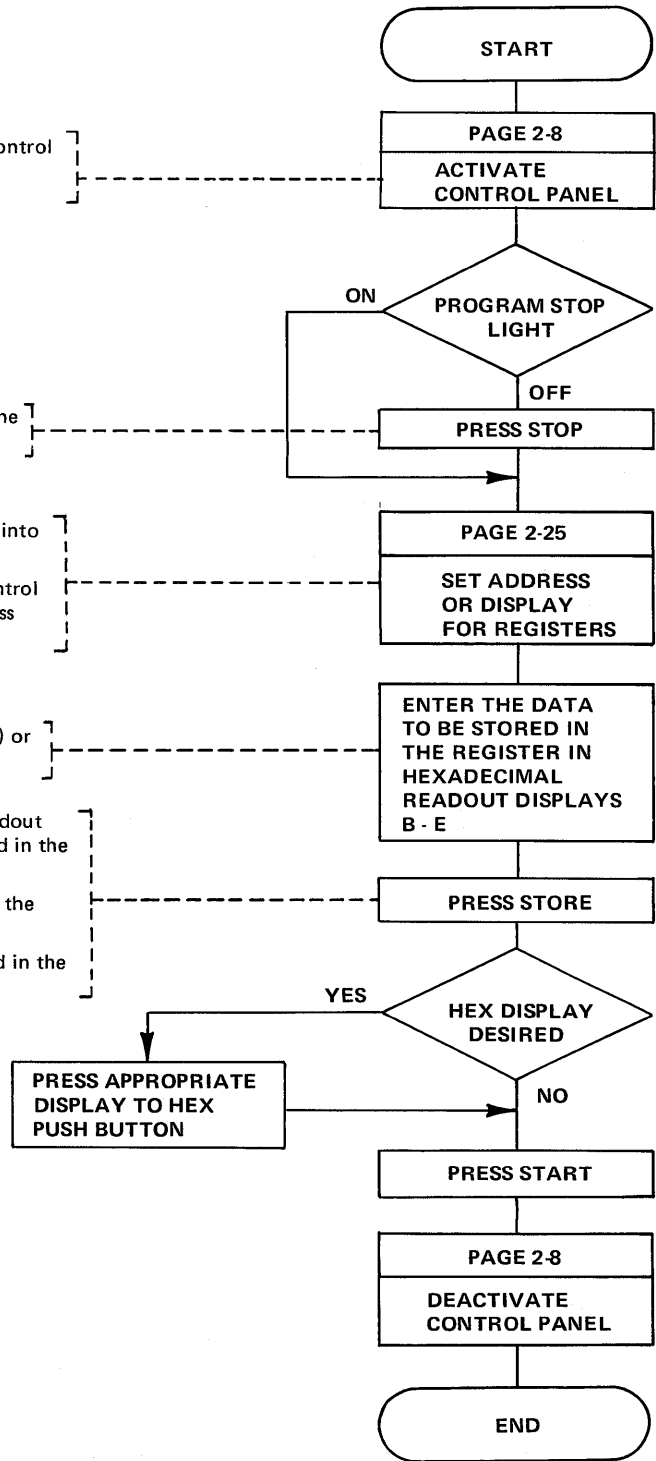 START
PAGE 2-8
ontrol
ACTIVATE
CONTROL PANEL
ON
PROGRAM STOP
LIGHT
OFF
ne
PRESS STOP
into
PAGE 2-25
ntrol
ss
SET ADDRESS
OR DISPLAY
FOR REGISTERS
) or
ENTER THE DATA
TO BE STORED IN
THE REGISTER IN
HEXADECIMAL
READOUT DISPLAYS
B - E
dout
d in the
the
d in the
PRESS STORE
YES
HEX DISPLAY
DESIRED
NO
PRESS APPROPRIATE
DISPLAY TO HEX
PUSH BUTTON
PRESS START
PAGE 2-8
DEACTIVATE
CONTROL PANEL
END